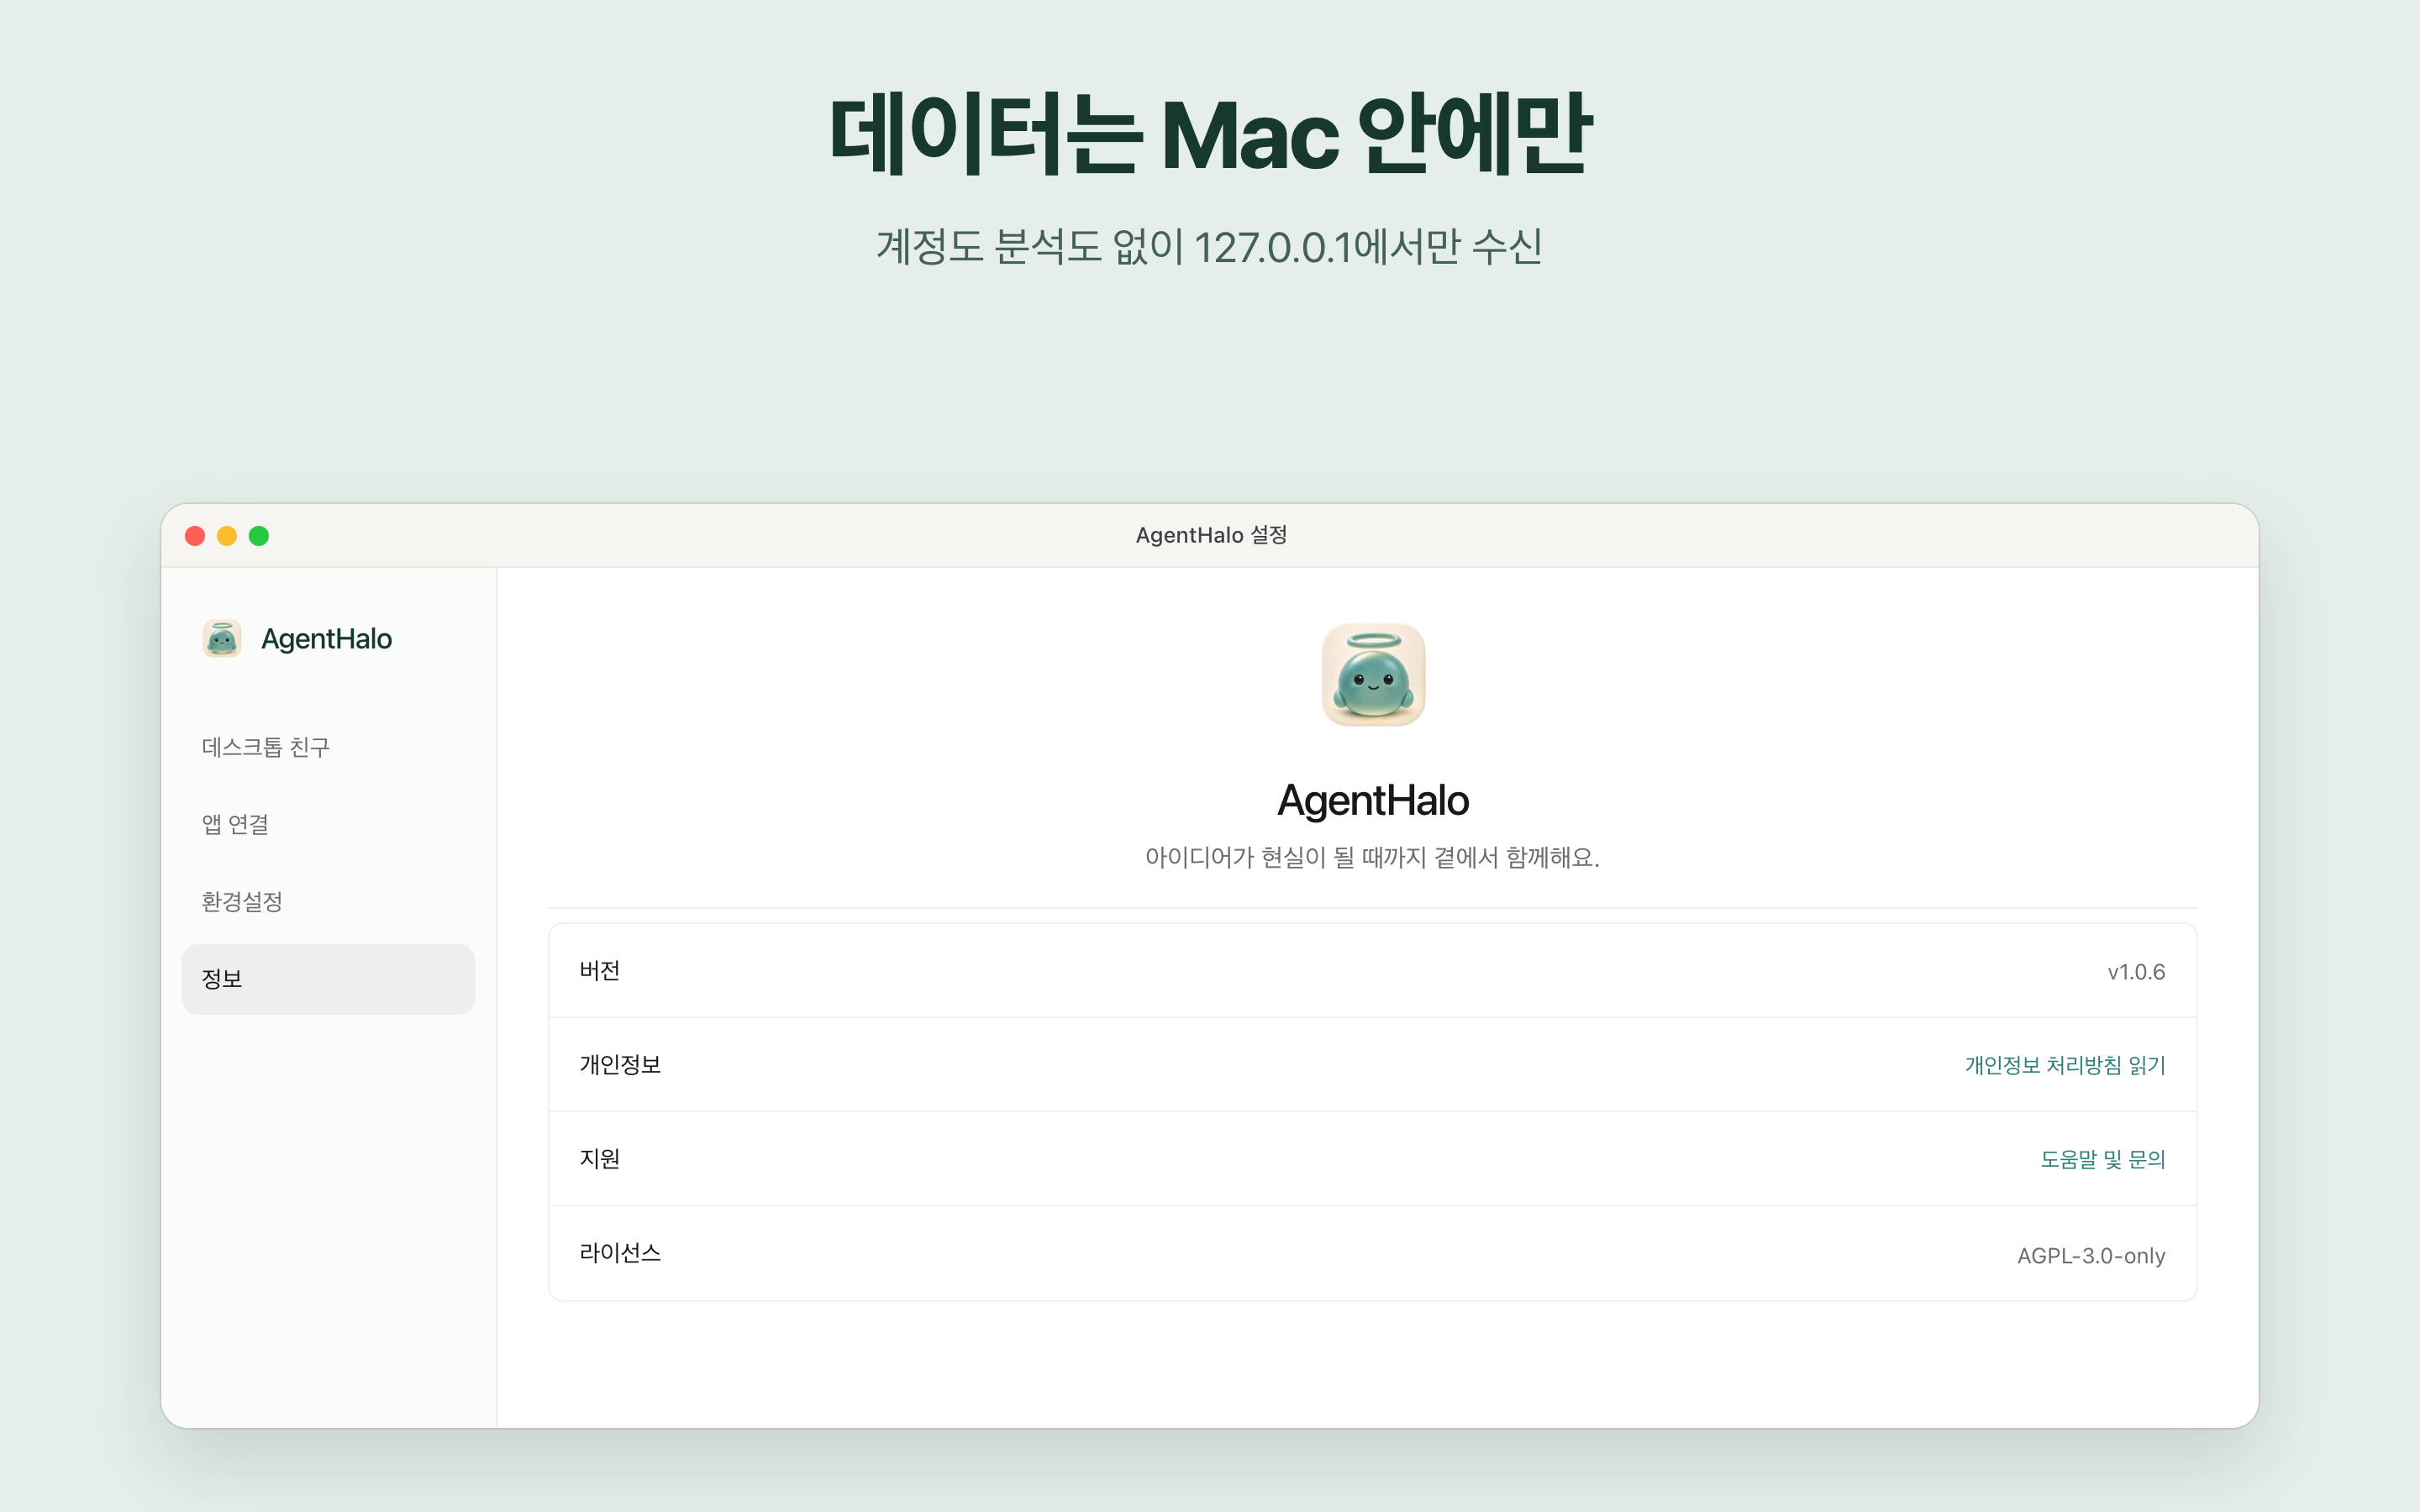 데이터는 Mac 안에만
계정도 분석도 없이 127.0.0.1에서만 수신
AgentHalo 설정
AgentHalo
데스크톱 친구
앱 연결
환경설정
정보
AgentHalo
아이디어가 현실이 될 때까지 곁에서 함께해요.
버전 v1.0.6
개인정보 개인정보 처리방침 읽기
지원 도움말 및 문의
라이선스 AGPL-3.0-only